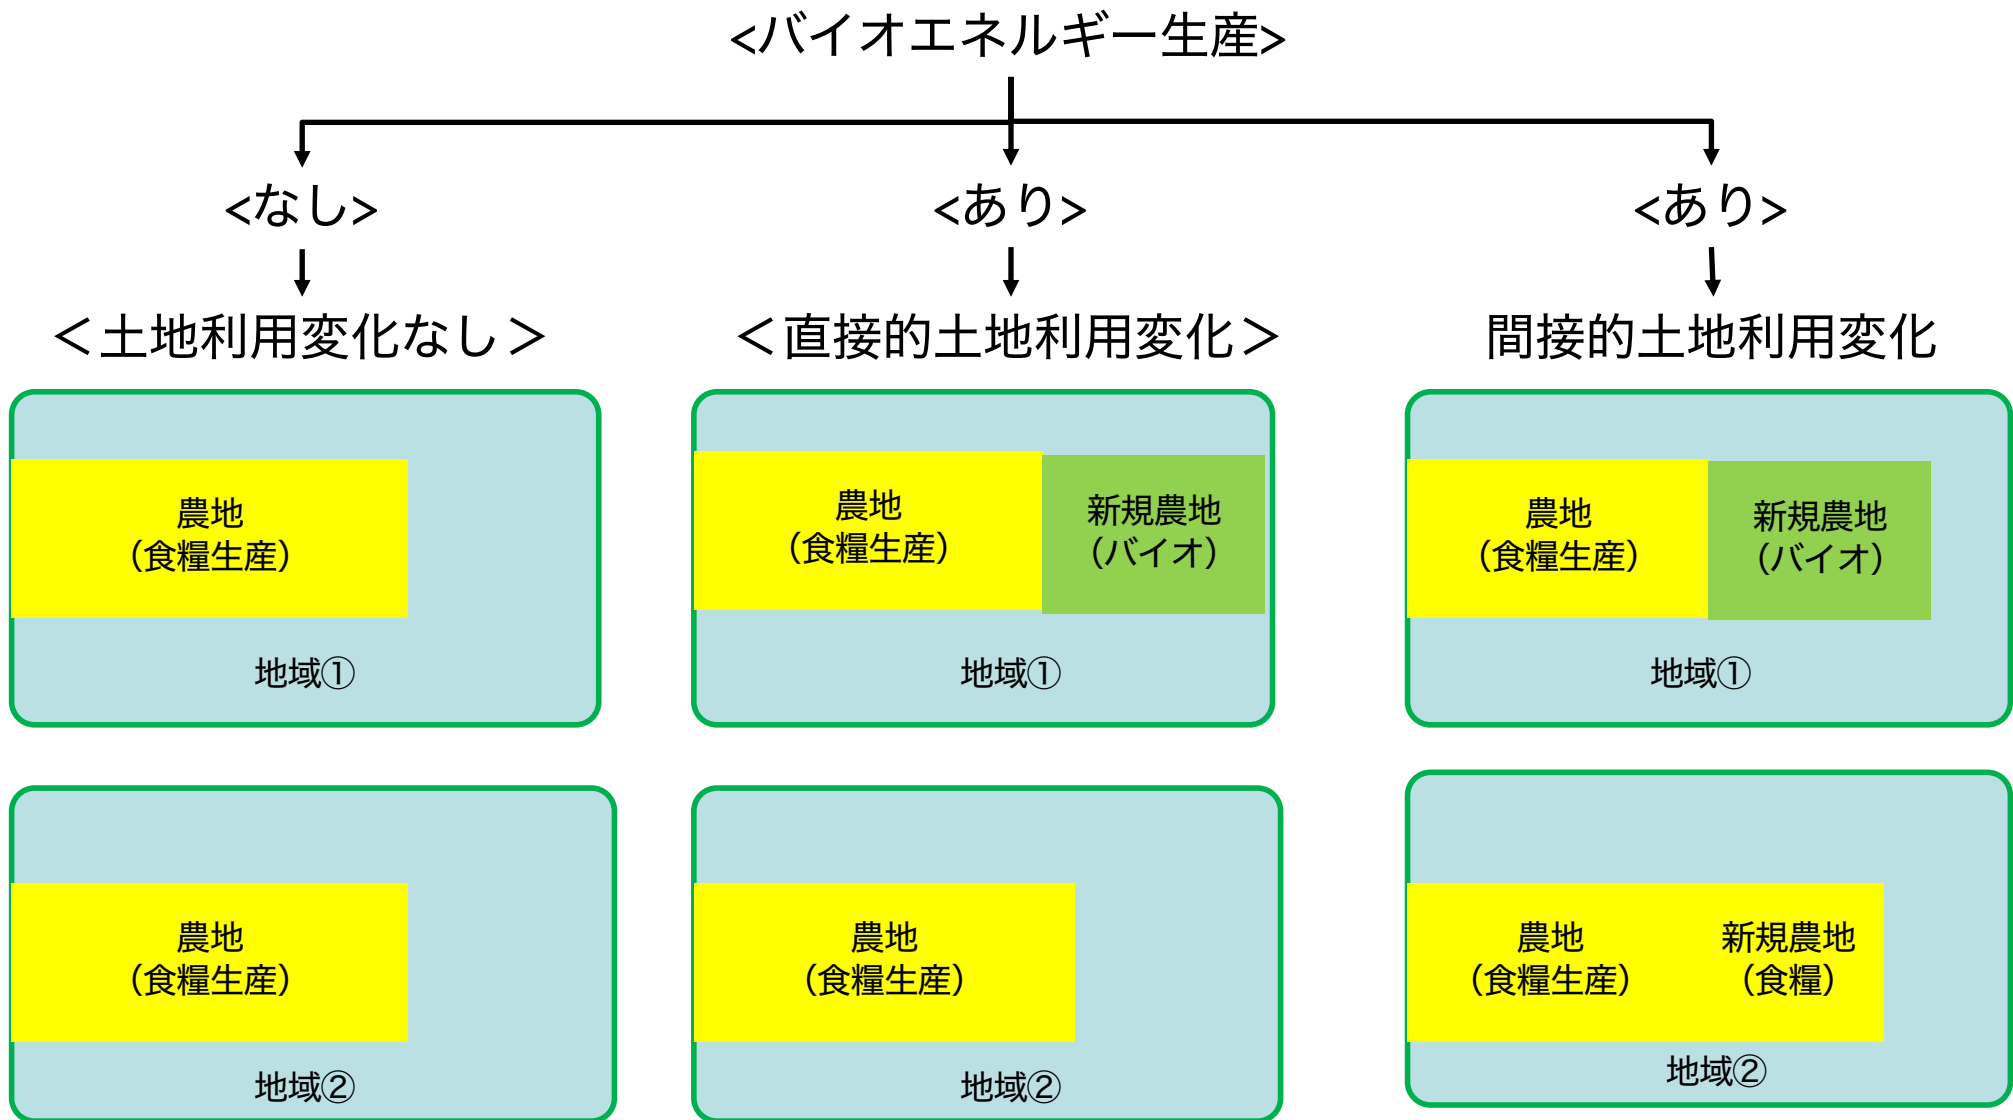 <バイオエネルギー生産>
<なし>
<あり>
<あり>
＜土地利用変化なし＞
＜直接的土地利用変化＞
間接的土地利用変化
農地
（食糧生産）
地域①
農地
（食糧生産）
新規農地
（バイオ）
地域①
農地
（食糧生産）
新規農地
（バイオ）
地域①
農地
（食糧生産）
地域②
農地
（食糧生産）
地域②
農地
（食糧生産）
新規農地
（食糧）
地域②